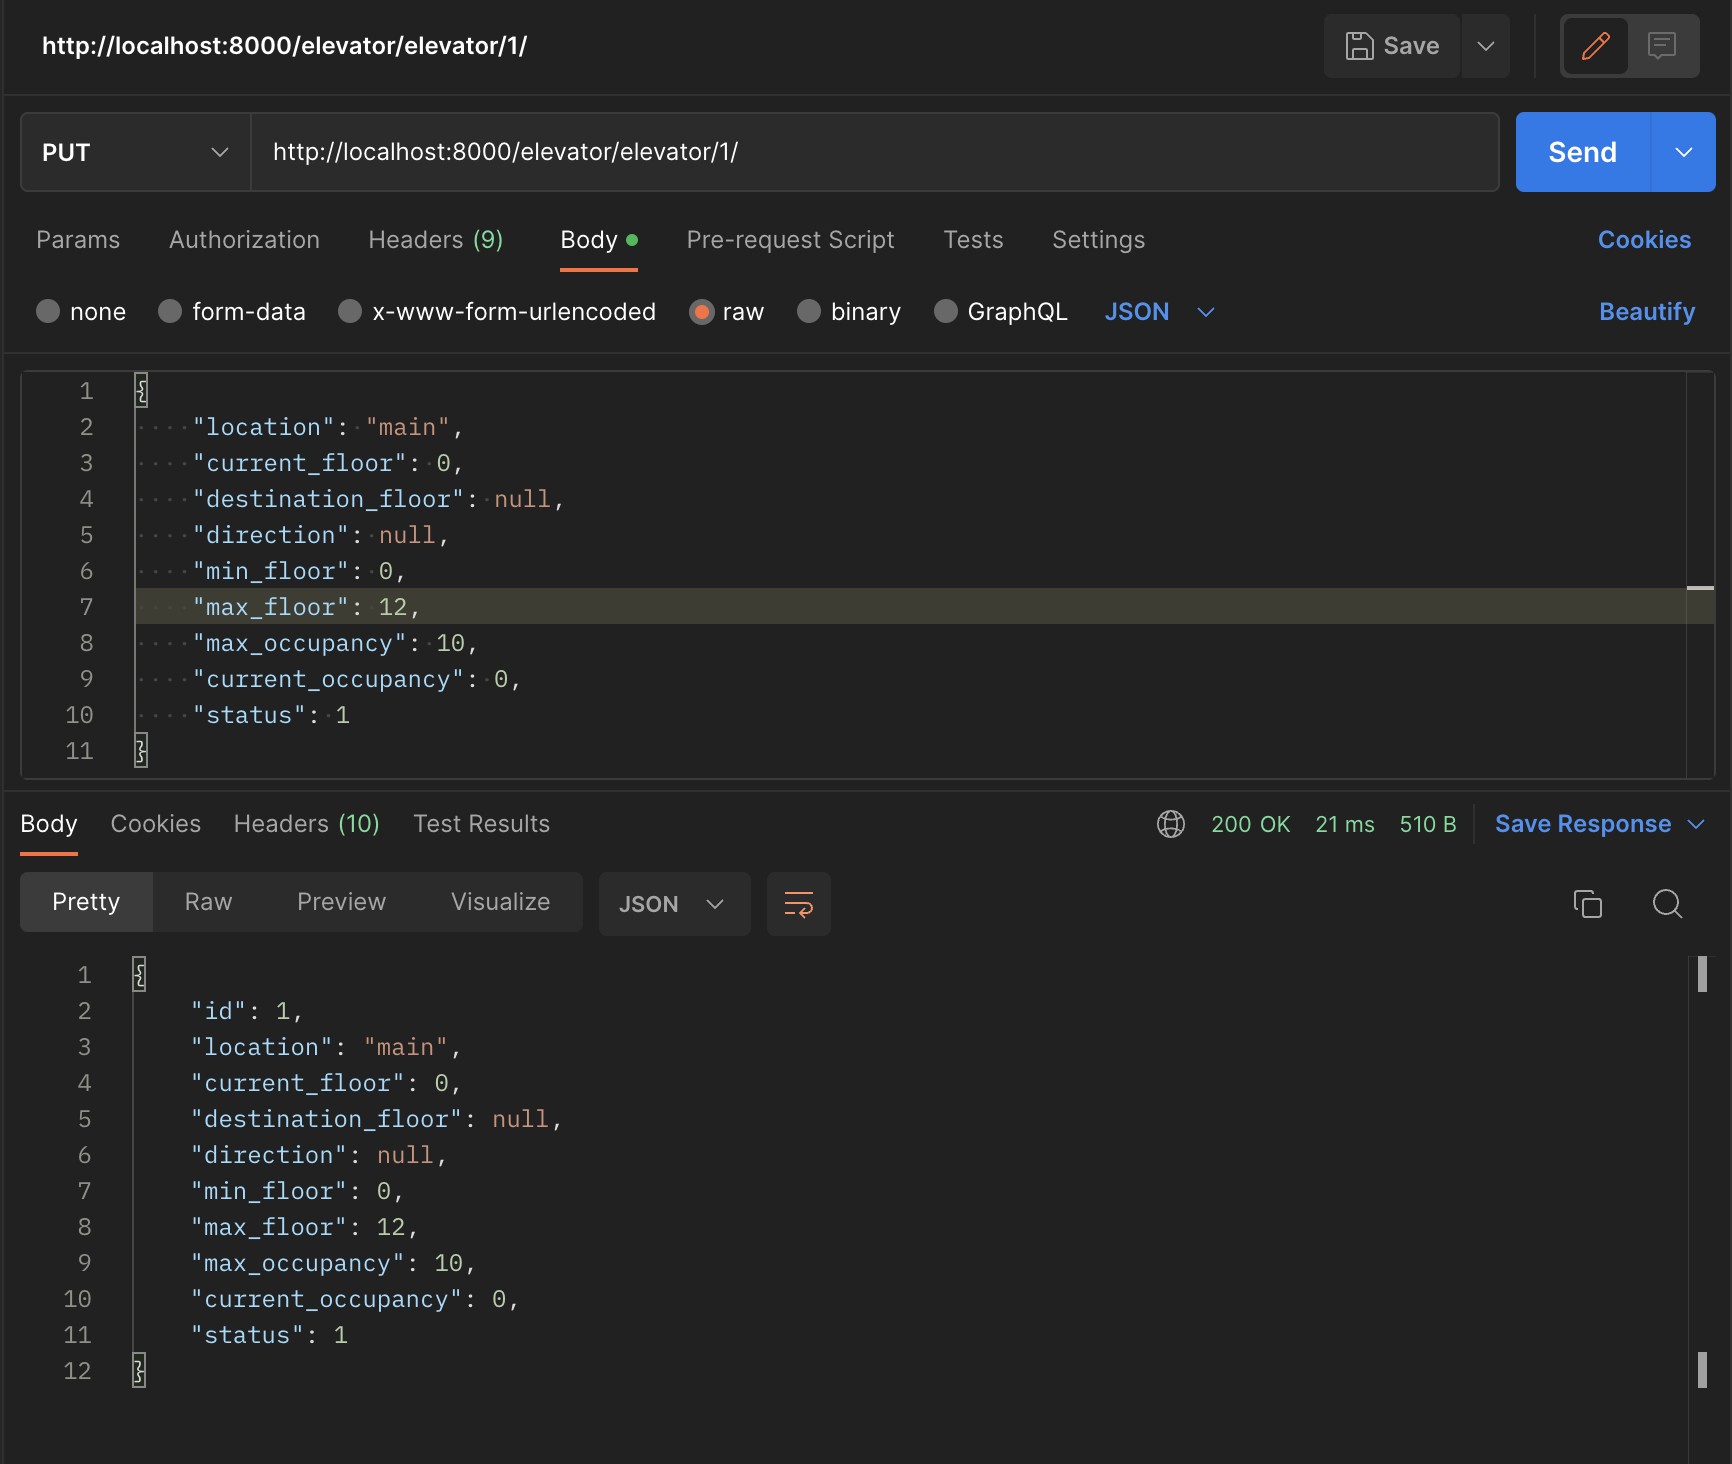 http://localhost:8000/elevator/elevator/1/ Save
PUT http://localhost:8000/elevator/elevator/1/ Send
Params Authorization Headers (9) Body Pre-request Script Tests Settings Cookies
none form-data x-www-form-urlencoded raw binary GraphQL JSON Beautify
1 {
2 "location": "main",
3 "current_floor": 0,
4 "destination_floor": null,
5 "direction": null,
6 "min_floor": 0,
7 "max_floor": 12,
8 "max_occupancy": 10,
9 "current_occupancy": 0,
10 "status": 1
11 }
Body Cookies Headers (10) Test Results 200 OK 21 ms 510 B Save Response
Pretty Raw Preview Visualize JSON
1 {
2 "id": 1,
3 "location": "main",
4 "current_floor": 0,
5 "destination_floor": null,
6 "direction": null,
7 "min_floor": 0,
8 "max_floor": 12,
9 "max_occupancy": 10,
10 "current_occupancy": 0,
11 "status": 1
12 }